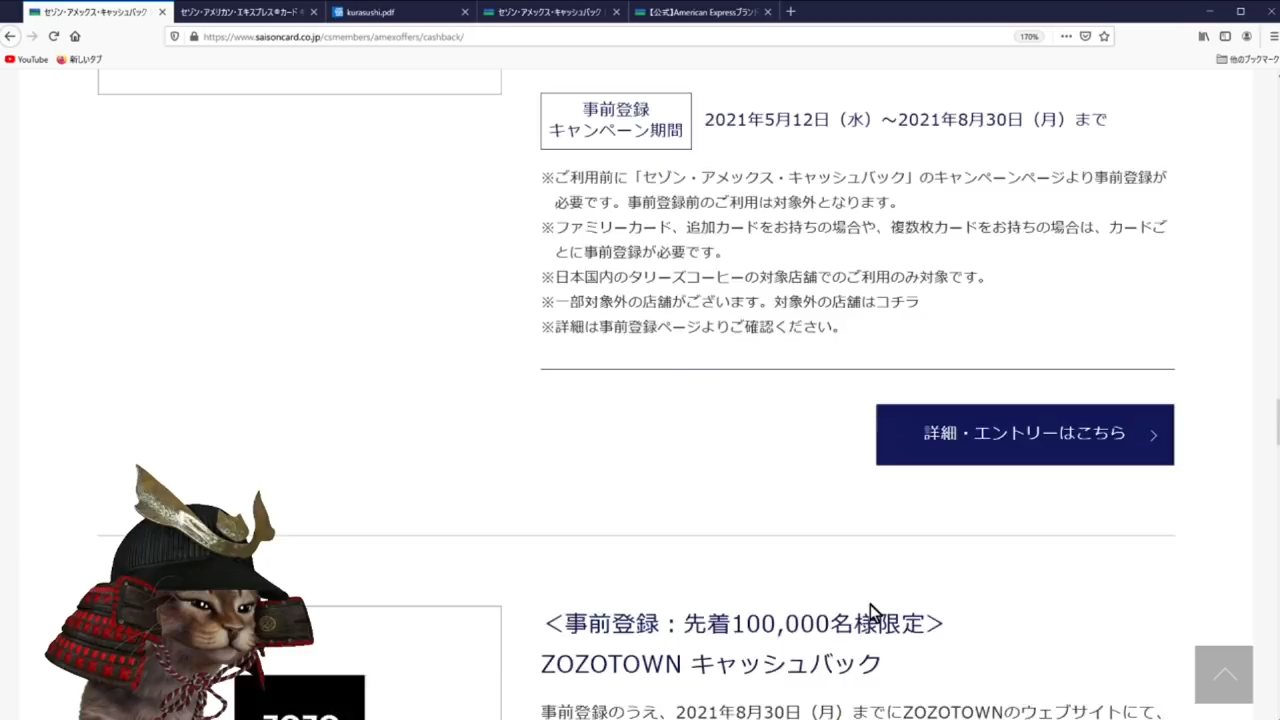 セゾン・アメックス・キャッシュバック
セゾン・アメリカン・エキスプレス®カード
kurasushi.pdf
セゾン・アメックス・キャッシュバック
【公式】American Expressブランド
https://www.saisoncard.co.jp/csmembers/amexoffers/cashback/
170%
YouTube
新しいタブ
他のブックマーク
事前登録
キャンペーン期間
2021年5月12日（水）～2021年8月30日（月）まで
※ご利用前に「セゾン・アメックス・キャッシュバック」のキャンペーンページより事前登録が
必要です。事前登録前のご利用は対象外となります。
※ファミリーカード、追加カードをお持ちの場合や、複数枚カードをお持ちの場合は、カードご
とに事前登録が必要です。
※日本国内のタリーズコーヒーの対象店舗でのご利用のみ対象です。
※一部対象外の店舗がございます。対象外の店舗はコチラ
※詳細は事前登録ページよりご確認ください。
詳細・エントリーはこちら
＜事前登録：先着100,000名様限定＞
ZOZOTOWN キャッシュバック
事前登録のうえ、2021年8月30日（月）までにZOZOTOWNのウェブサイトにて、